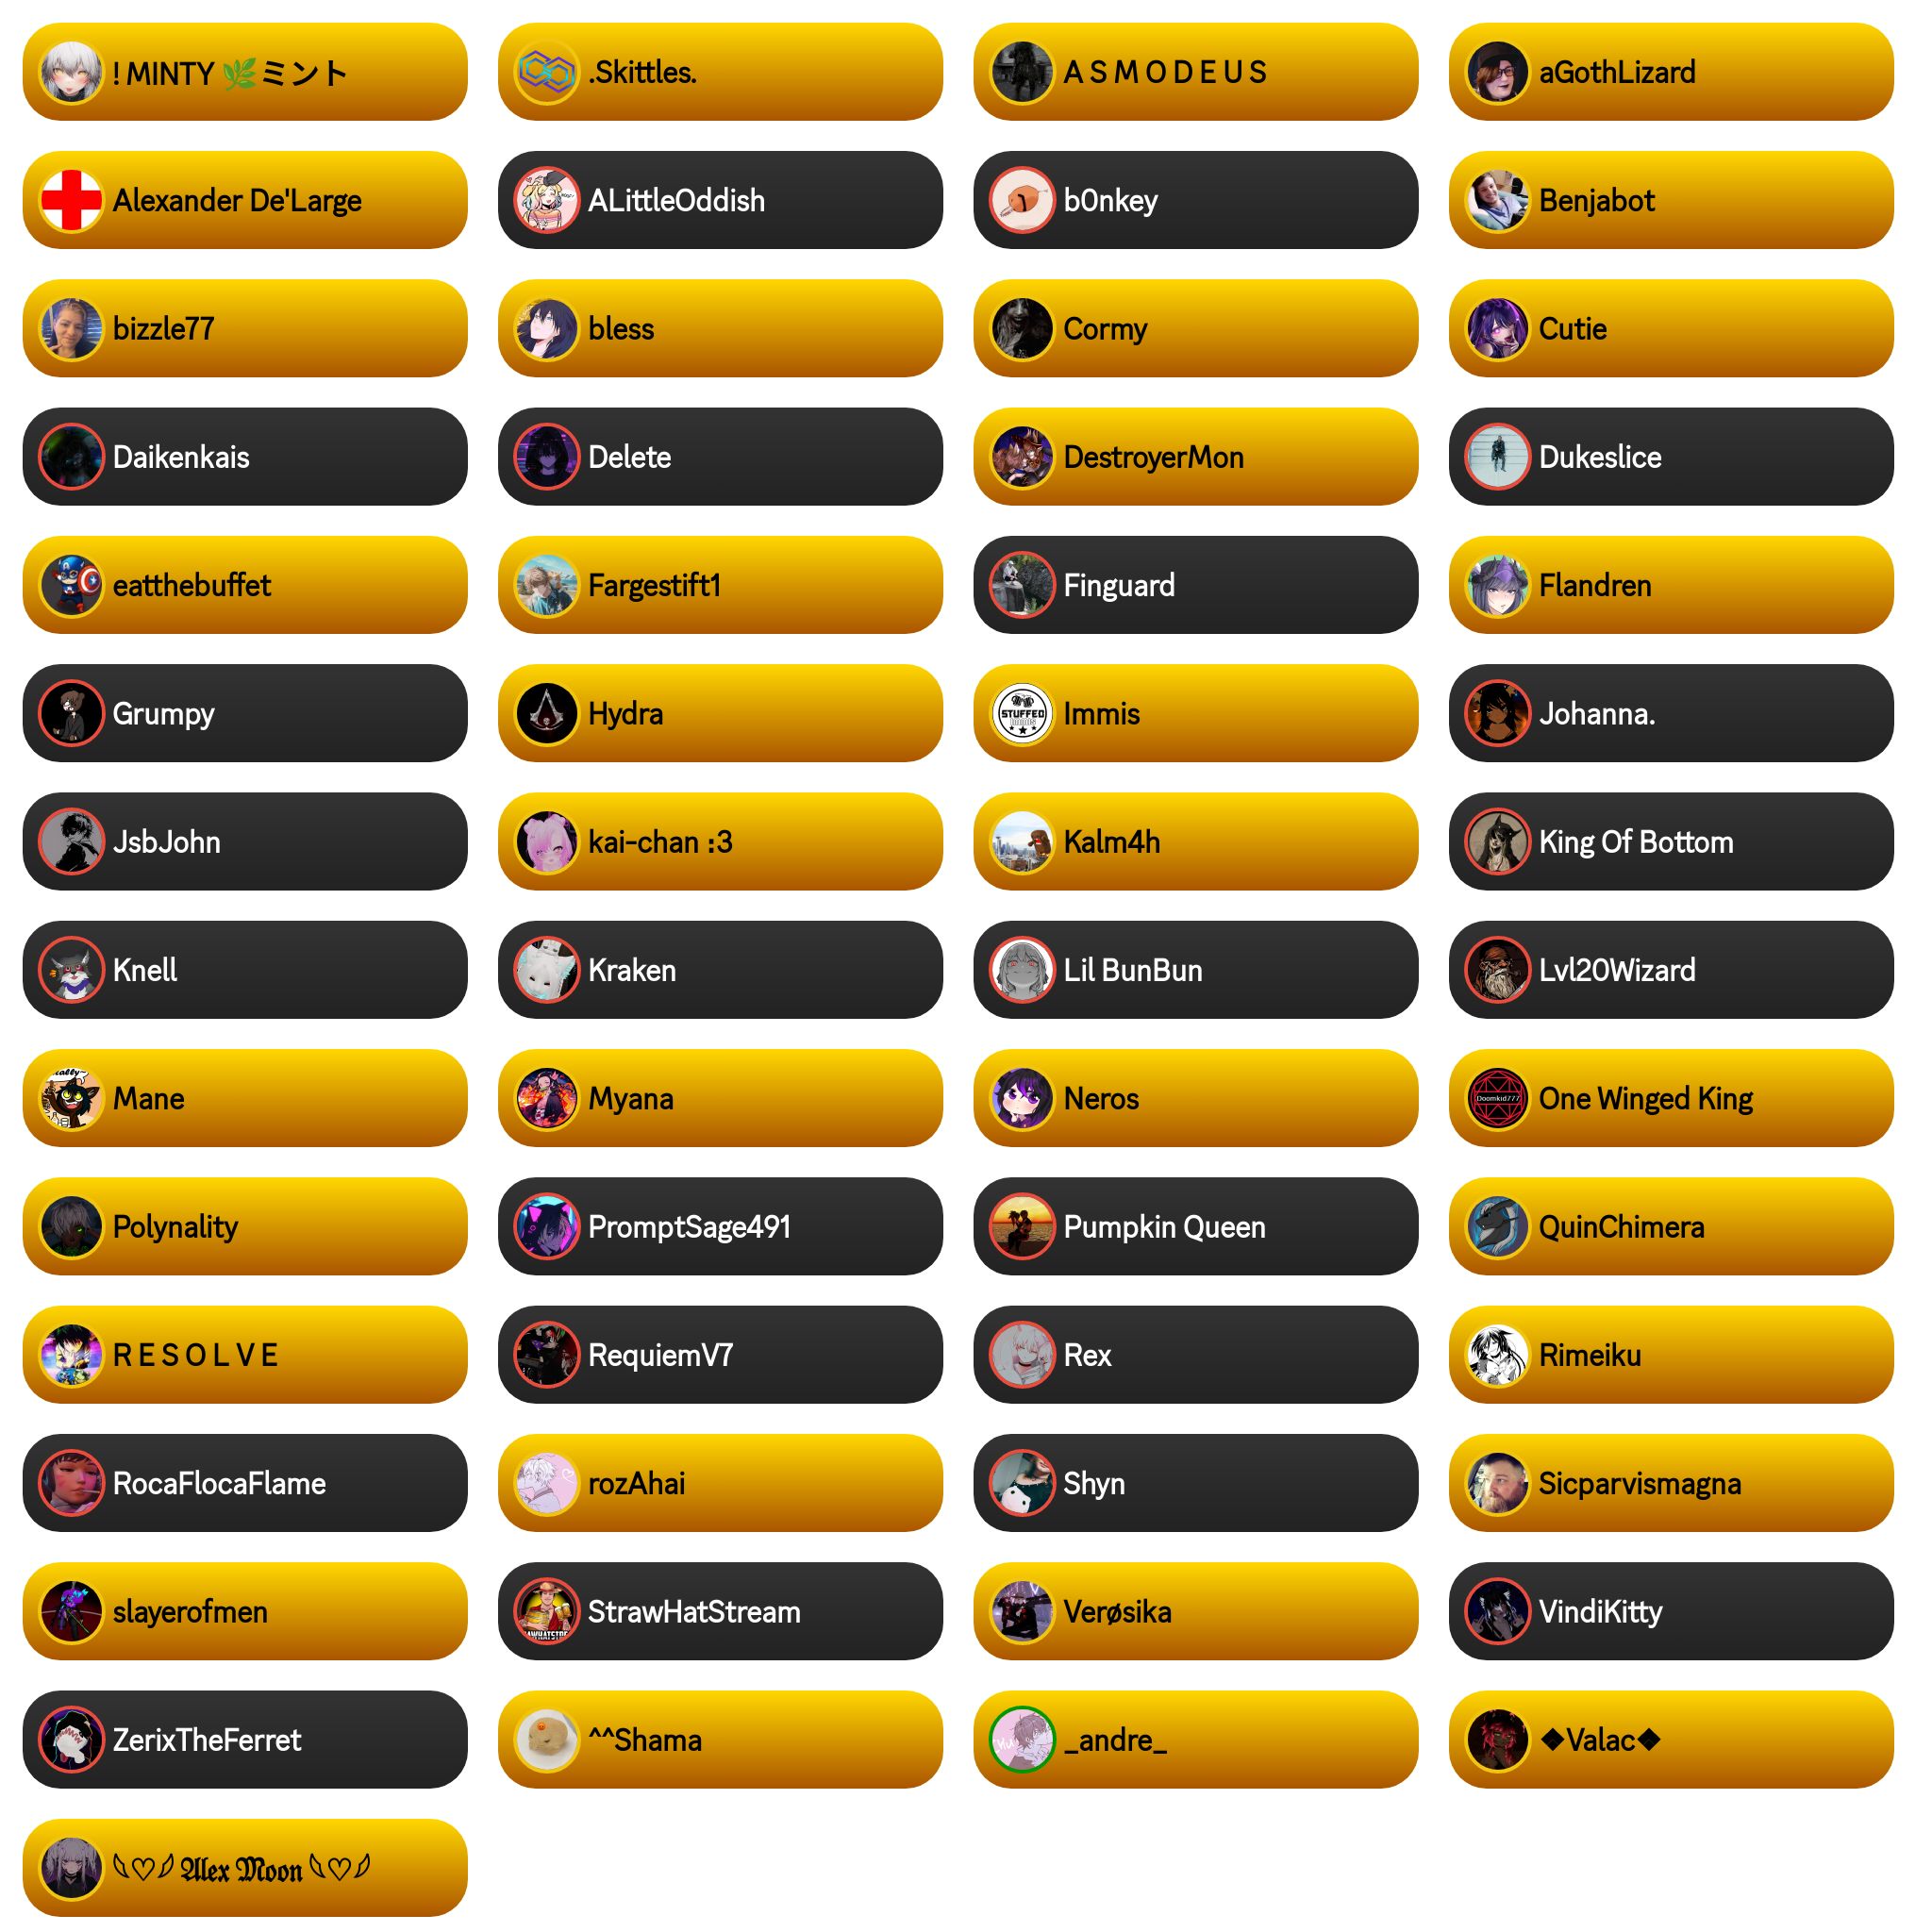 ! MINTY 🌿ミント
.Skittles.
A S M O D E U S
aGothLizard
Alexander De'Large
ALittleOddish
b0nkey
Benjabot
bizzle77
bless
Cormy
Cutie
Daikenkais
Delete
DestroyerMon
Dukeslice
eatthebuffet
Fargestift1
Finguard
Flandren
Grumpy
Hydra
STUFFED
Immis
Johanna.
JsbJohn
kai-chan :3
Kalm4h
King Of Bottom
Knell
Kraken
Lil BunBun
Lvl20Wizard
Mane
Myana
Neros
Doomkid777
One Winged King
Polynality
PromptSage491
Pumpkin Queen
QuinChimera
R E S O L V E
RequiemV7
Rex
Rimeiku
RocaFlocaFlame
rozAhai
Shyn
Sicparvismagna
slayerofmen
StrawHatStream
Verøsika
VindiKitty
ZerixTheFerret
^^Shama
_andre_
❖Valac❖
𓆩♡𓆪 𝕬𝖑𝖊𝖝 𝕸𝖔𝖔𝖓 𓆩♡𓆪